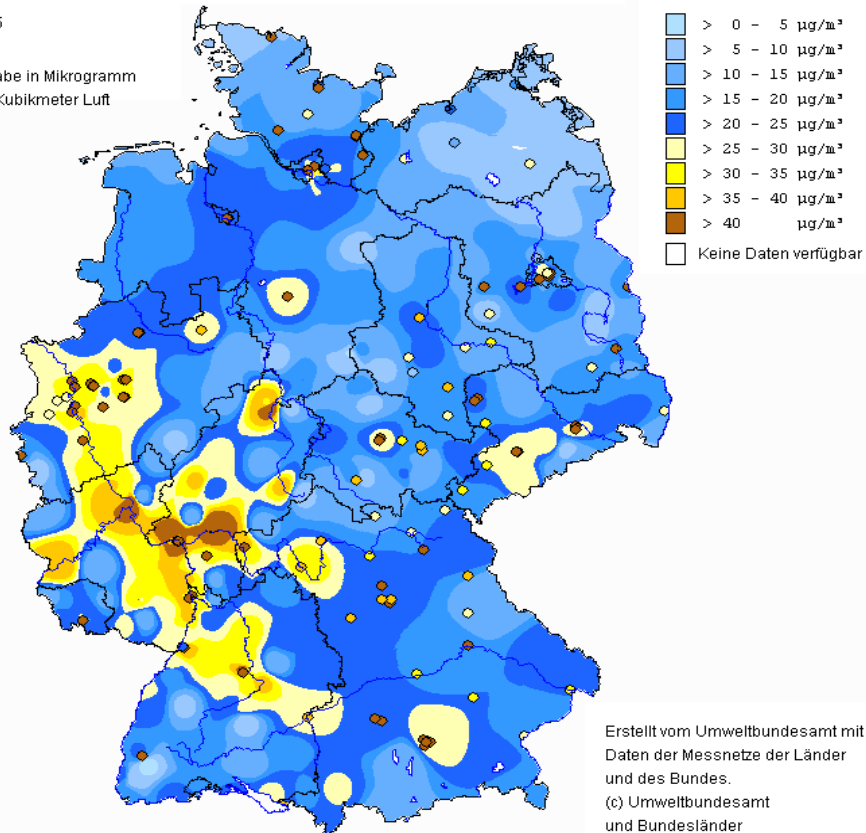 > 0 - 5 µg/m³
> 5 - 10 µg/m³
> 10 - 15 µg/m³
> 15 - 20 µg/m³
> 20 - 25 µg/m³
> 25 - 30 µg/m³
> 30 - 35 µg/m³
> 35 - 40 µg/m³
> 40 µg/m³
Keine Daten verfügbar
in Mikrogramm
Kubikmeter Luft
Erstellt vom Umweltbundesamt mit
Daten der Messnetze der Länder
und des Bundes.
(c) Umweltbundesamt
und Bundesländer